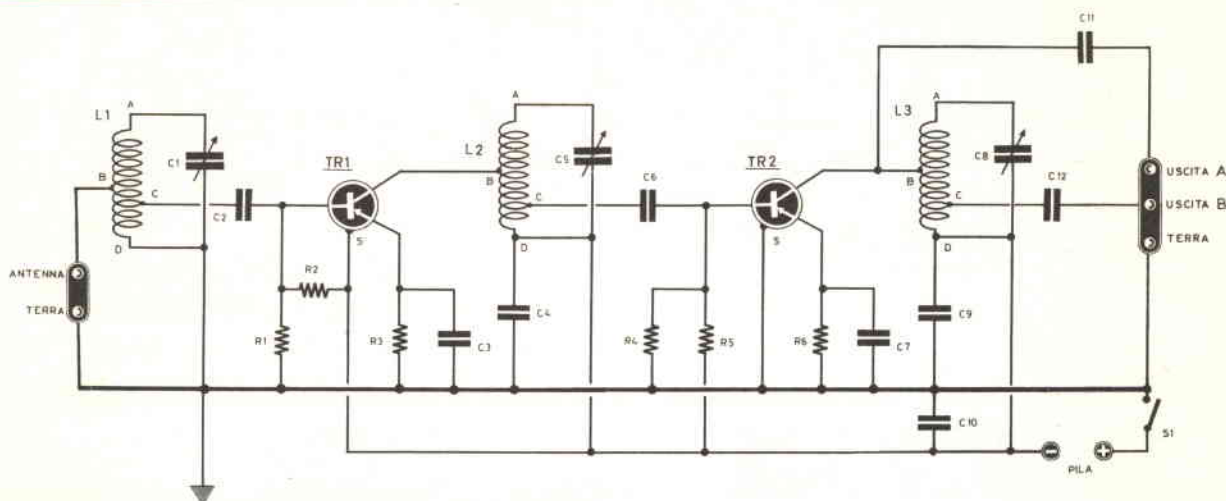 C11
A
L1
C1
B
C
C2
D
ANTENNA
TERRA
TR1
S
R2
R1
R3
C3
A
L2
C5
B
C
C6
D
C4
TR2
S
R4
R5
R6
C7
A
L3
C8
B
C
C12
D
C9
C10
USCITA A
USCITA B
TERRA
S1
PILA